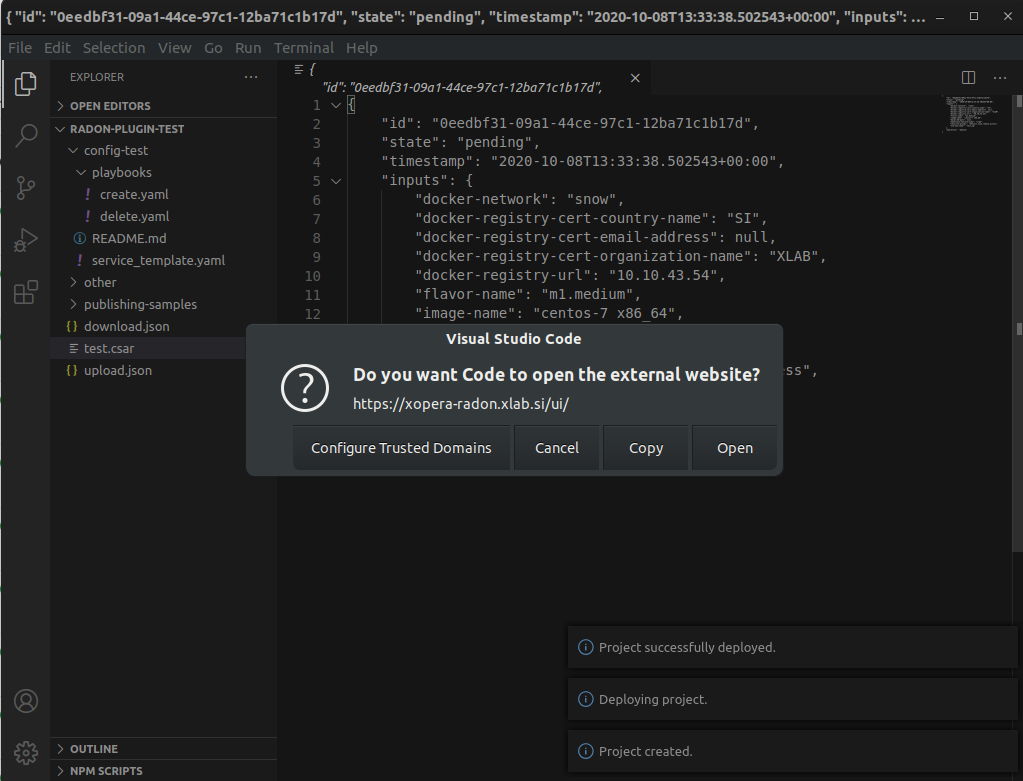 { "id": "0eedbf31-09a1-44ce-97c1-12ba71c1b17d", "state": "pending", "timestamp": "2020-10-08T13:33:38.502543+00:00", "inputs": ...
File Edit Selection View Go Run Terminal Help
EXPLORER
OPEN EDITORS
RADON-PLUGIN-TEST
config-test
playbooks
! create.yaml
! delete.yaml
README.md
! service_template.yaml
other
publishing-samples
{} download.json
test.csar
{} upload.json
OUTLINE
NPM SCRIPTS
{
"id": "0eedbf31-09a1-44ce-97c1-12ba71c1b17d",
1 {
2 "id": "0eedbf31-09a1-44ce-97c1-12ba71c1b17d",
3 "state": "pending",
4 "timestamp": "2020-10-08T13:33:38.502543+00:00",
5 "inputs": {
6 "docker-network": "snow",
7 "docker-registry-cert-country-name": "SI",
8 "docker-registry-cert-email-address": null,
9 "docker-registry-cert-organization-name": "XLAB",
10 "docker-registry-url": "10.10.43.54",
11 "flavor-name": "m1.medium",
12 "image-name": "centos-7 x86_64",
ss",
Visual Studio Code
Do you want Code to open the external website?
https://xopera-radon.xlab.si/ui/
Configure Trusted Domains
Cancel
Copy
Open
Project successfully deployed.
Deploying project.
Project created.